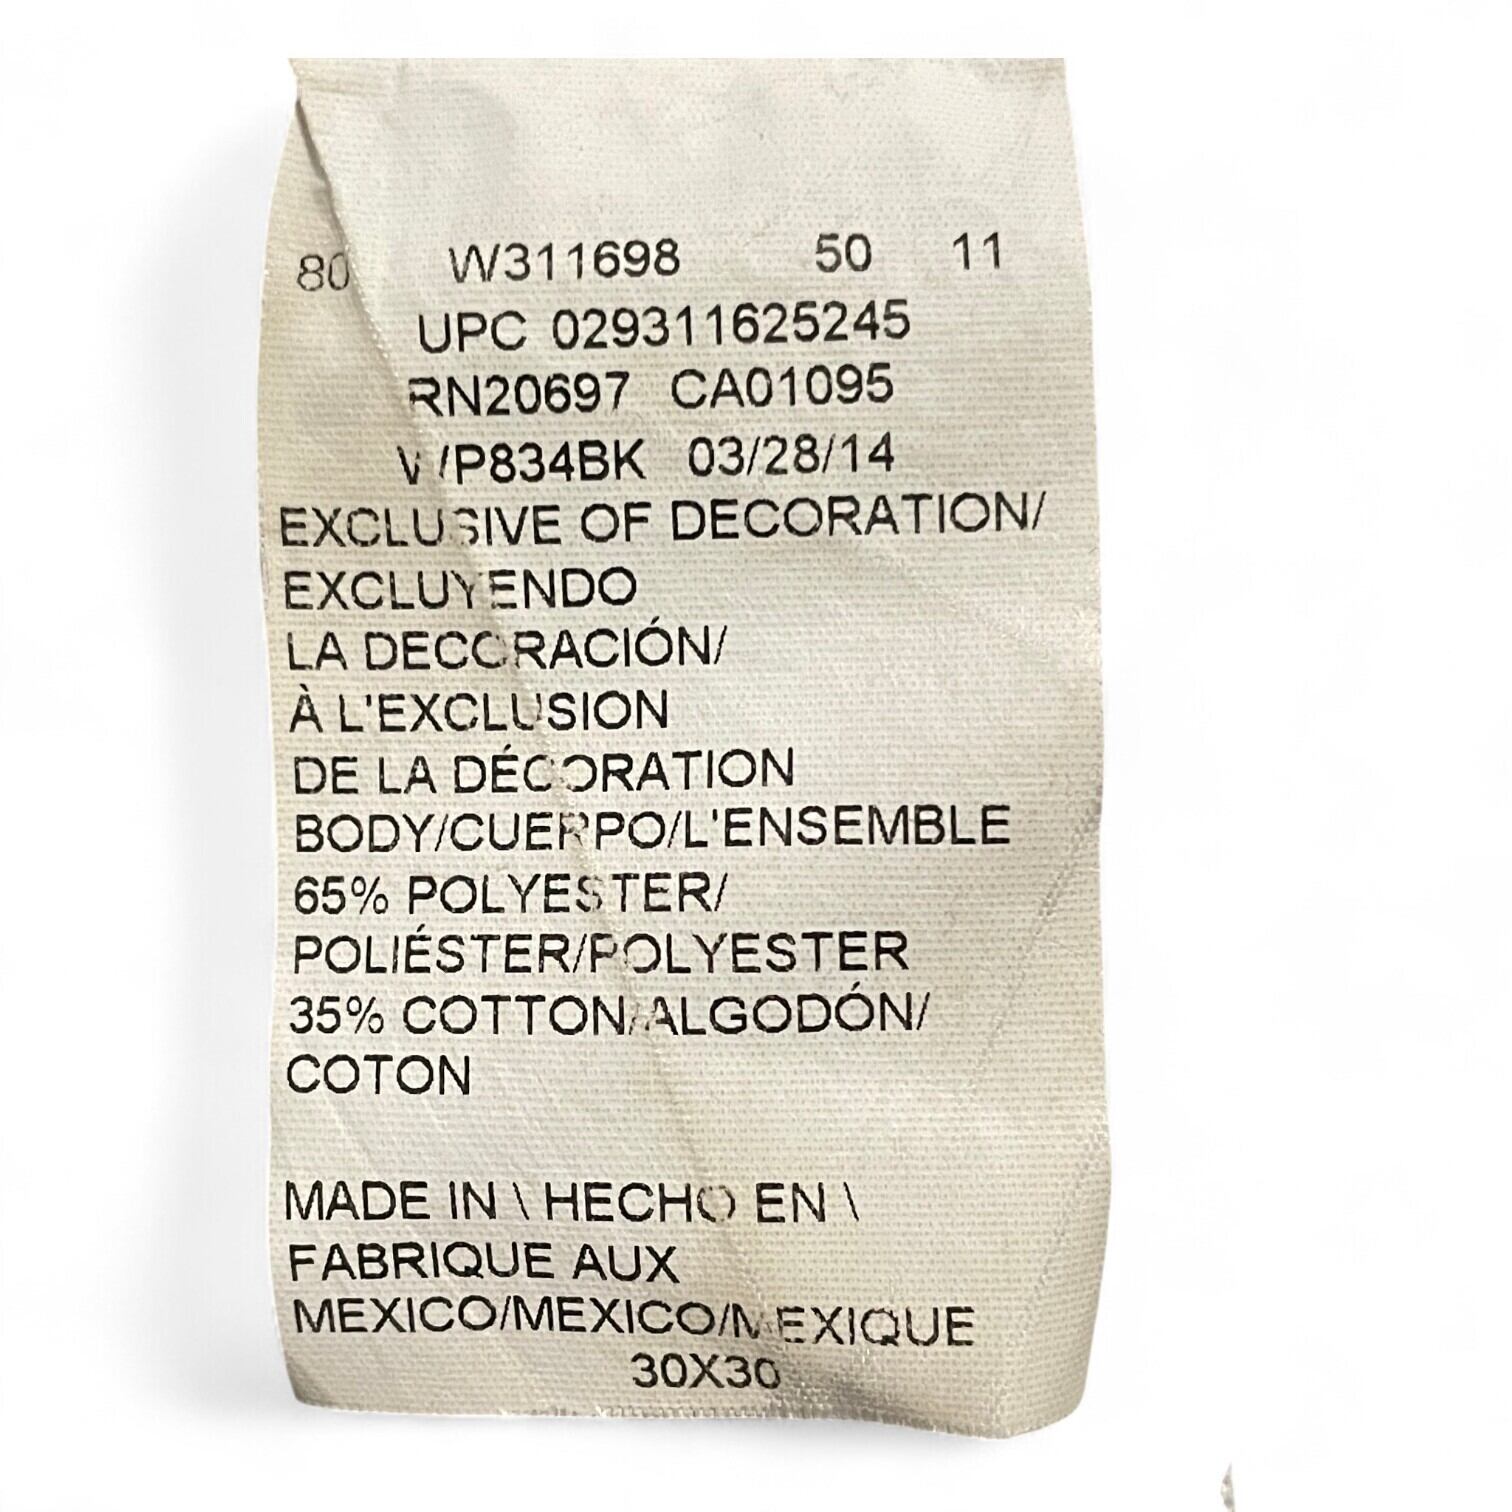 80 W311698 50 11
UPC 029311625245
RN20697 CA01095
WP834BK 03/28/14
EXCLUSIVE OF DECORATION/
EXCLUYENDO
LA DECORACIÓN/
À L'EXCLUSION
DE LA DÉCORATION
BODY/CUERPO/L'ENSEMBLE
65% POLYESTER/
POLIÉSTER/POLYESTER
35% COTTON/ALGODÓN/
COTON
MADE IN \ HECHO EN \
FABRIQUE AUX
MEXICO/MEXICO/MEXIQUE
30X30